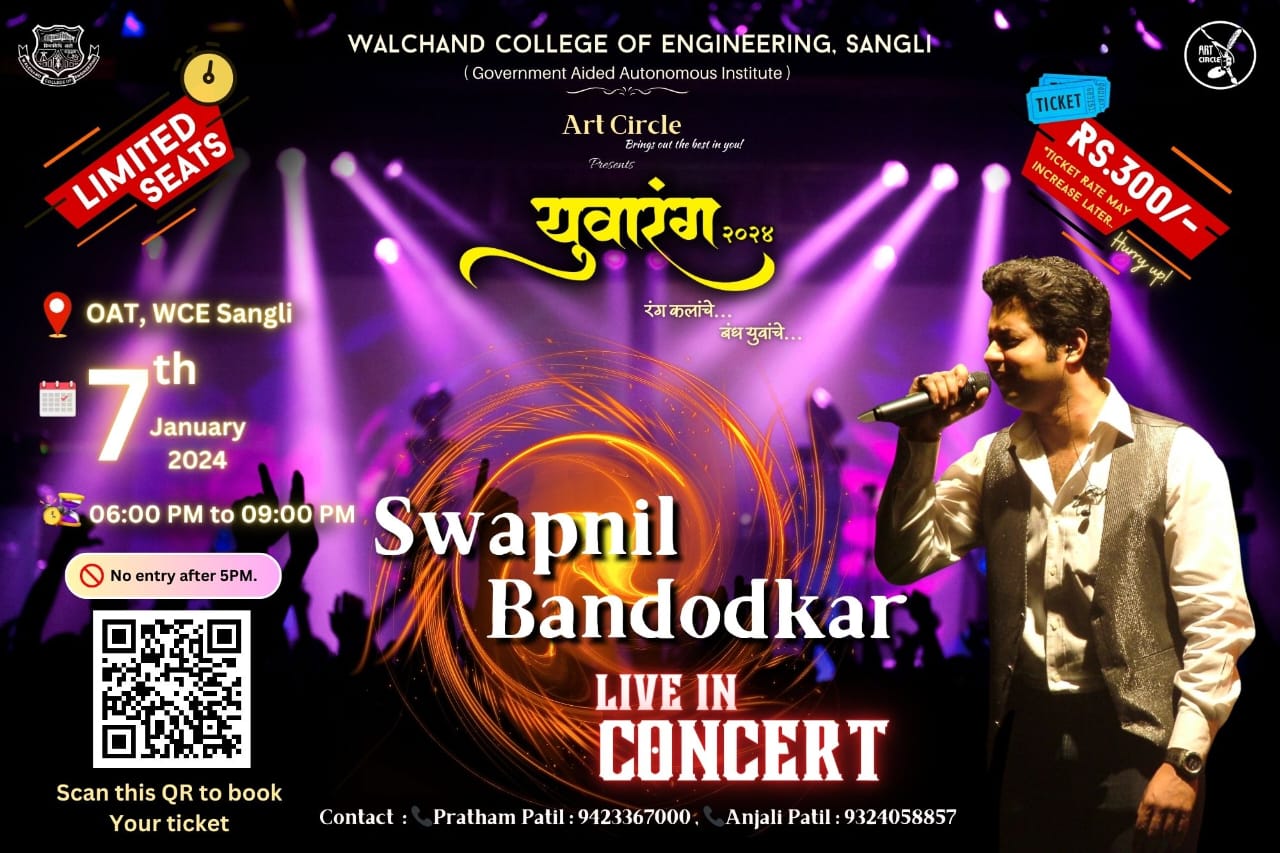 WALCHAND COLLEGE OF ENGINEERING, SANGLI
( Government Aided Autonomous Institute )
Art Circle
Brings out the best in you!
Presents
युवारंग २०२४
रंग कलांचे...
बंध युवांचे...
ART
CIRCLE
LIMITED
SEATS
TICKET
RS.300/-
*TICKET RATE MAY
INCREASE LATER.
Hurry up!
OAT, WCE Sangli
7th
January
2024
06:00 PM to 09:00 PM
No entry after 5PM.
Scan this QR to book
Your ticket
Swapnil
Bandodkar
LIVE IN
CONCERT
Contact : Pratham Patil : 9423367000 , Anjali Patil : 9324058857